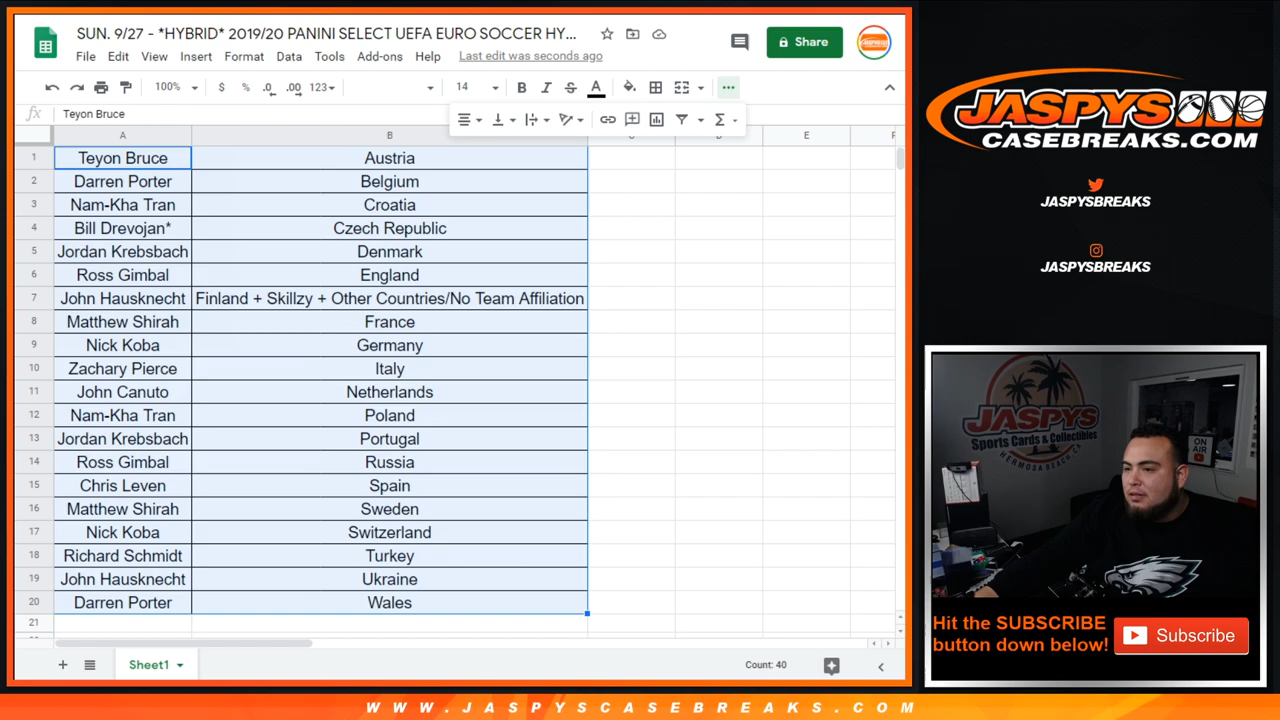 SUN. 9/27 - *HYBRID* 2019/20 PANINI SELECT UEFA EURO SOCCER HY...
File Edit View Insert Format Data Tools Add-ons Help Last edit was seconds ago
Share
100% $ % .0 .00 123 14 B I S A
fx Teyon Bruce
A B E
1 Teyon Bruce Austria
2 Darren Porter Belgium
3 Nam-Kha Tran Croatia
4 Bill Drevojan* Czech Republic
5 Jordan Krebsbach Denmark
6 Ross Gimbal England
7 John Hausknecht Finland + Skillzy + Other Countries/No Team Affiliation
8 Matthew Shirah France
9 Nick Koba Germany
10 Zachary Pierce Italy
11 John Canuto Netherlands
12 Nam-Kha Tran Poland
13 Jordan Krebsbach Portugal
14 Ross Gimbal Russia
15 Chris Leven Spain
16 Matthew Shirah Sweden
17 Nick Koba Switzerland
18 Richard Schmidt Turkey
19 John Hausknecht Ukraine
20 Darren Porter Wales
21
Sheet1 Count: 40
JASPYS
CASEBREAKS.COM
JASPYSBREAKS
JASPYSBREAKS
JASPYS
Sports Cards & Collectibles
HERMOSA BEACH, CA
ON AIR
Hit the SUBSCRIBE
button down below!
Subscribe
WWW.JASPYSCASEBREAKS.COM